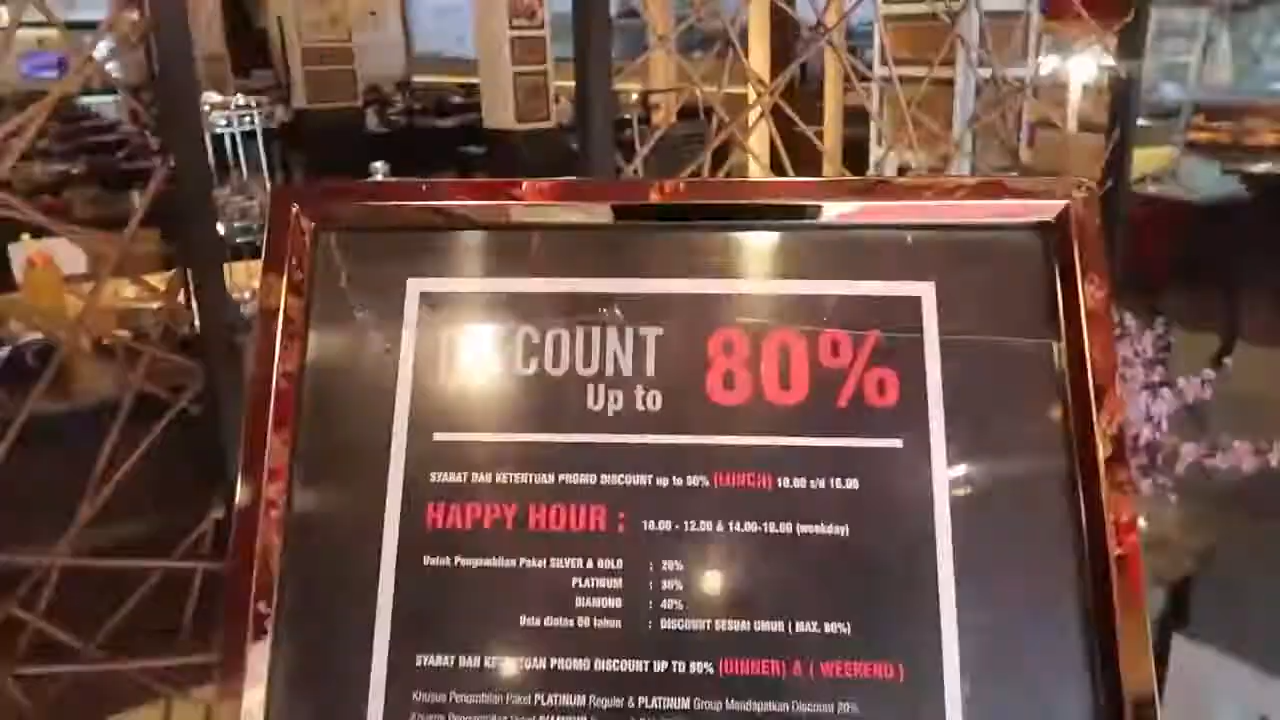 DISCOUNT 80%
Up to
SYARAT DAN KETENTUAN PROMO DISCOUNT up to 80% (LUNCH) 10.00 s/d 16.00
HAPPY HOUR : 10.00 - 12.00 & 14.00-16.00 (weekday)
Untuk Pengambilan Paket SILVER & GOLD : 20%
PLATINUM : 30%
DIAMOND : 40%
Usia diatas 60 tahun : DISCOUNT SESUAI UMUR ( MAX. 80%)
SYARAT DAN KETENTUAN PROMO DISCOUNT UP TO 80% (DINNER) & ( WEEKEND )
Khusus Pengambilan Paket PLATINUM Reguler & PLATINUM Group Mendapatkan Discount 20%